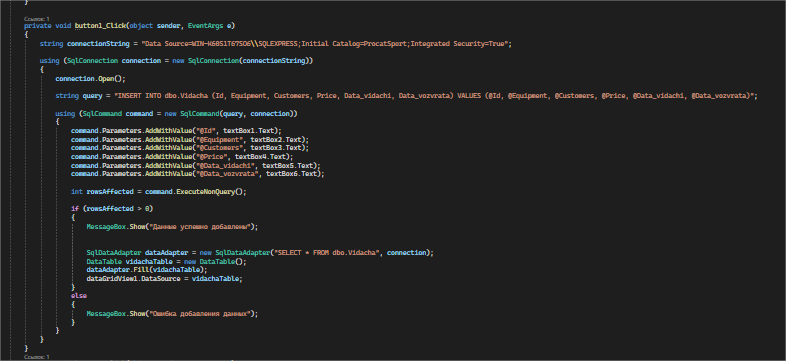 }
Ссылок: 1
private void button1_Click(object sender, EventArgs e)
{
string connectionString = "Data Source=WIN-K60S1T67SO6\\SQLEXPRESS;Initial Catalog=ProcatSport;Integrated Security=True";
using (SqlConnection connection = new SqlConnection(connectionString))
{
connection.Open();
string query = "INSERT INTO dbo.Vidacha (Id, Equipment, Customers, Price, Data_vidachi, Data_vozvrata) VALUES (@Id, @Equipment, @Customers, @Price, @Data_vidachi, @Data_vozvrata)";
using (SqlCommand command = new SqlCommand(query, connection))
{
command.Parameters.AddWithValue("@Id", textBox1.Text);
command.Parameters.AddWithValue("@Equipment", textBox2.Text);
command.Parameters.AddWithValue("@Customers", textBox3.Text);
command.Parameters.AddWithValue("@Price", textBox4.Text);
command.Parameters.AddWithValue("@Data_vidachi", textBox5.Text);
command.Parameters.AddWithValue("@Data_vozvrata", textBox6.Text);
int rowsAffected = command.ExecuteNonQuery();
if (rowsAffected > 0)
{
MessageBox.Show("Данные успешно добавлены");
SqlDataAdapter dataAdapter = new SqlDataAdapter("SELECT * FROM dbo.Vidacha", connection);
DataTable vidachaTable = new DataTable();
dataAdapter.Fill(vidachaTable);
dataGridView1.DataSource = vidachaTable;
}
else
{
MessageBox.Show("Ошибка добавления данных");
}
}
}
}
Ссылок: 1